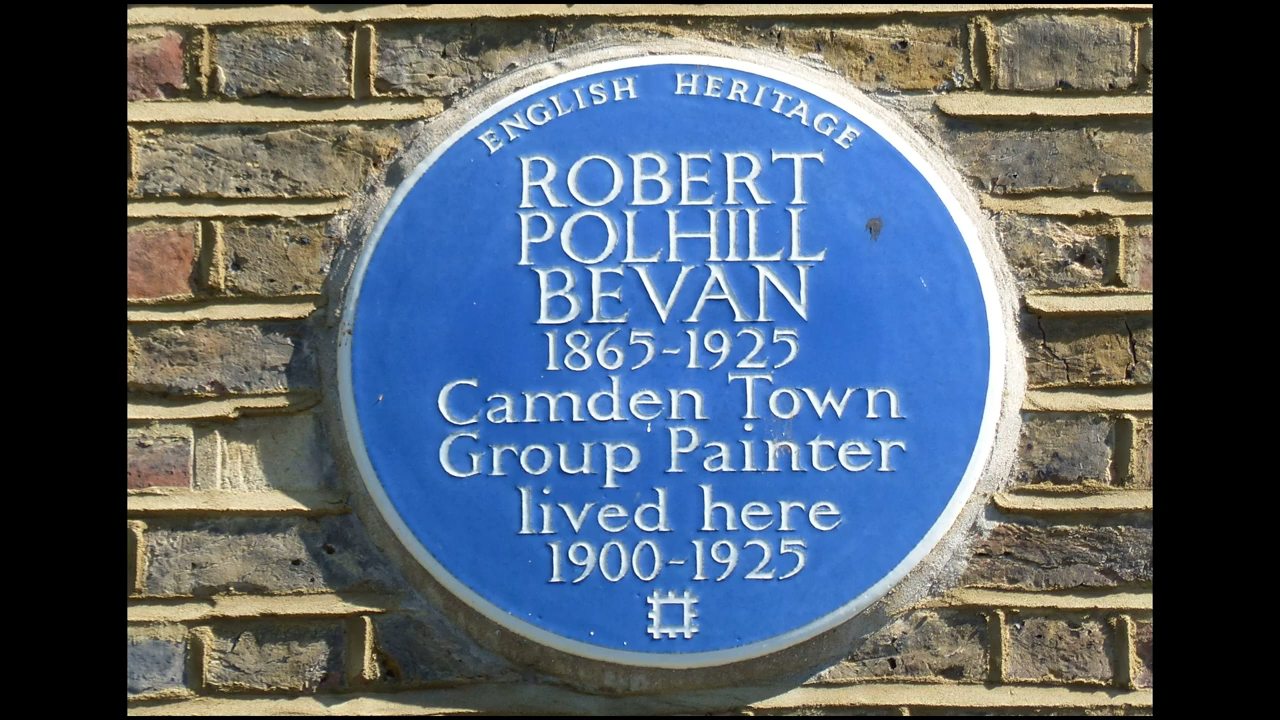 ENGLISH HERITAGE
ROBERT
POLHILL
BEVAN
1865-1925
Camden Town
Group Painter
lived here
1900-1925